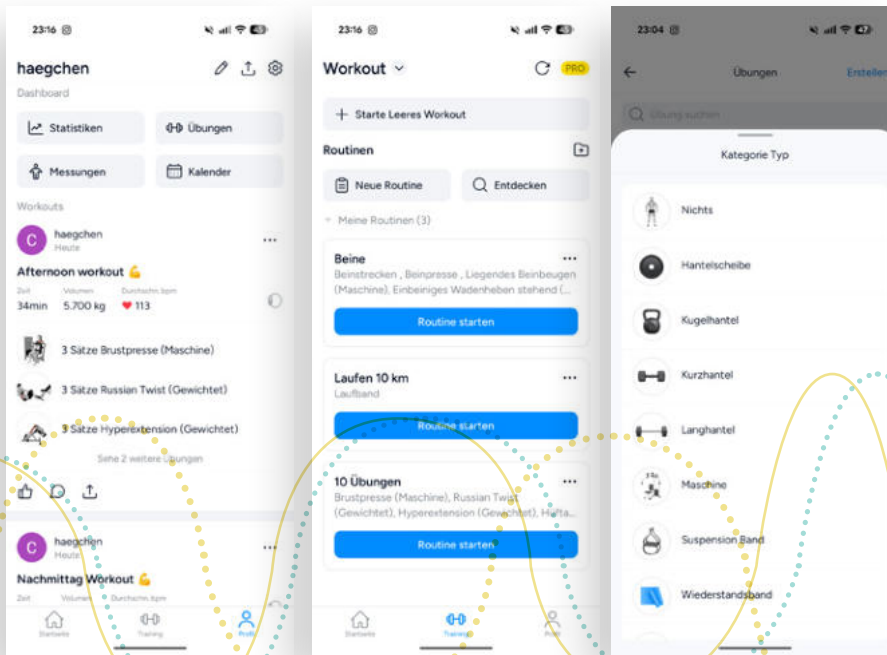 23:16
haegchen
Dashboard
Statistiken
Übungen
Messungen
Kalender
Workouts
C
haegchen
Heute
Afternoon workout 💪
Zeit Volumen Durchschn. bpm
34min 5.700 kg ❤ 113
3 Sätze Brustpresse (Maschine)
3 Sätze Russian Twist (Gewichtet)
3 Sätze Hyperextension (Gewichtet)
Sehe 2 weitere Übungen
C
haegchen
Heute
Nachmittag Workout 💪
Zeit Volumen Durchschn. bpm
Startseite
Training
Profil
23:16
Workout
PRO
+ Starte Leeres Workout
Routinen
Neue Routine
Entdecken
Meine Routinen (3)
Beine
Beinstrecken , Beinpresse , Liegendes Beinbeugen
(Maschine), Einbeiniges Wadenheben stehend (...
Routine starten
Laufen 10 km
Laufband
Routine starten
10 Übungen
Brustpresse (Maschine), Russian Twist
(Gewichtet), Hyperextension (Gewichtet), Hüfta...
Routine starten
Startseite
Training
Profil
23:04
Übungen
Erstellen
Übung suchen
Kategorie Typ
Nichts
Hantelscheibe
Kugelhantel
Kurzhantel
Langhantel
Maschine
Suspension Band
Wiederstandsband